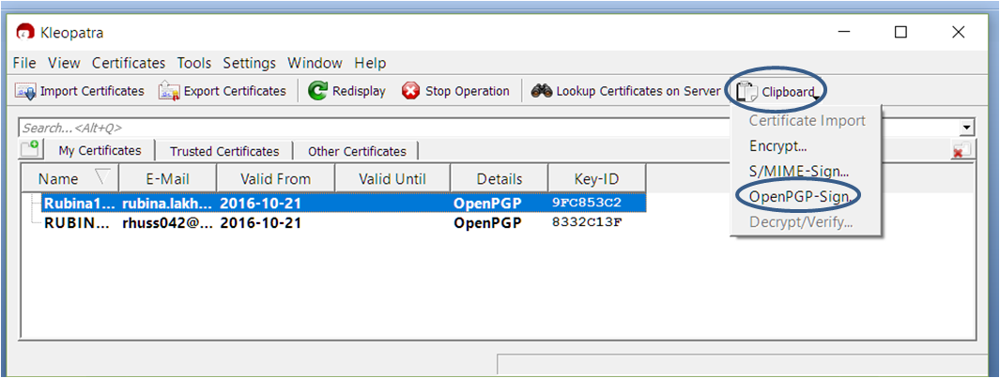 Kleopatra
File View Certificates Tools Settings Window Help
Import Certificates Export Certificates Redisplay Stop Operation Lookup Certificates on Server Clipboard
Search...<Alt+Q>
Certificate Import
Encrypt...
S/MIME-Sign...
OpenPGP-Sign...
Decrypt/Verify...
My Certificates Trusted Certificates Other Certificates
Name E-Mail Valid From Valid Until Details Key-ID
Rubina1... rubina.lakh... 2016-10-21 OpenPGP 9FC853C2
RUBIN... rhuss042@... 2016-10-21 OpenPGP 8332C13F